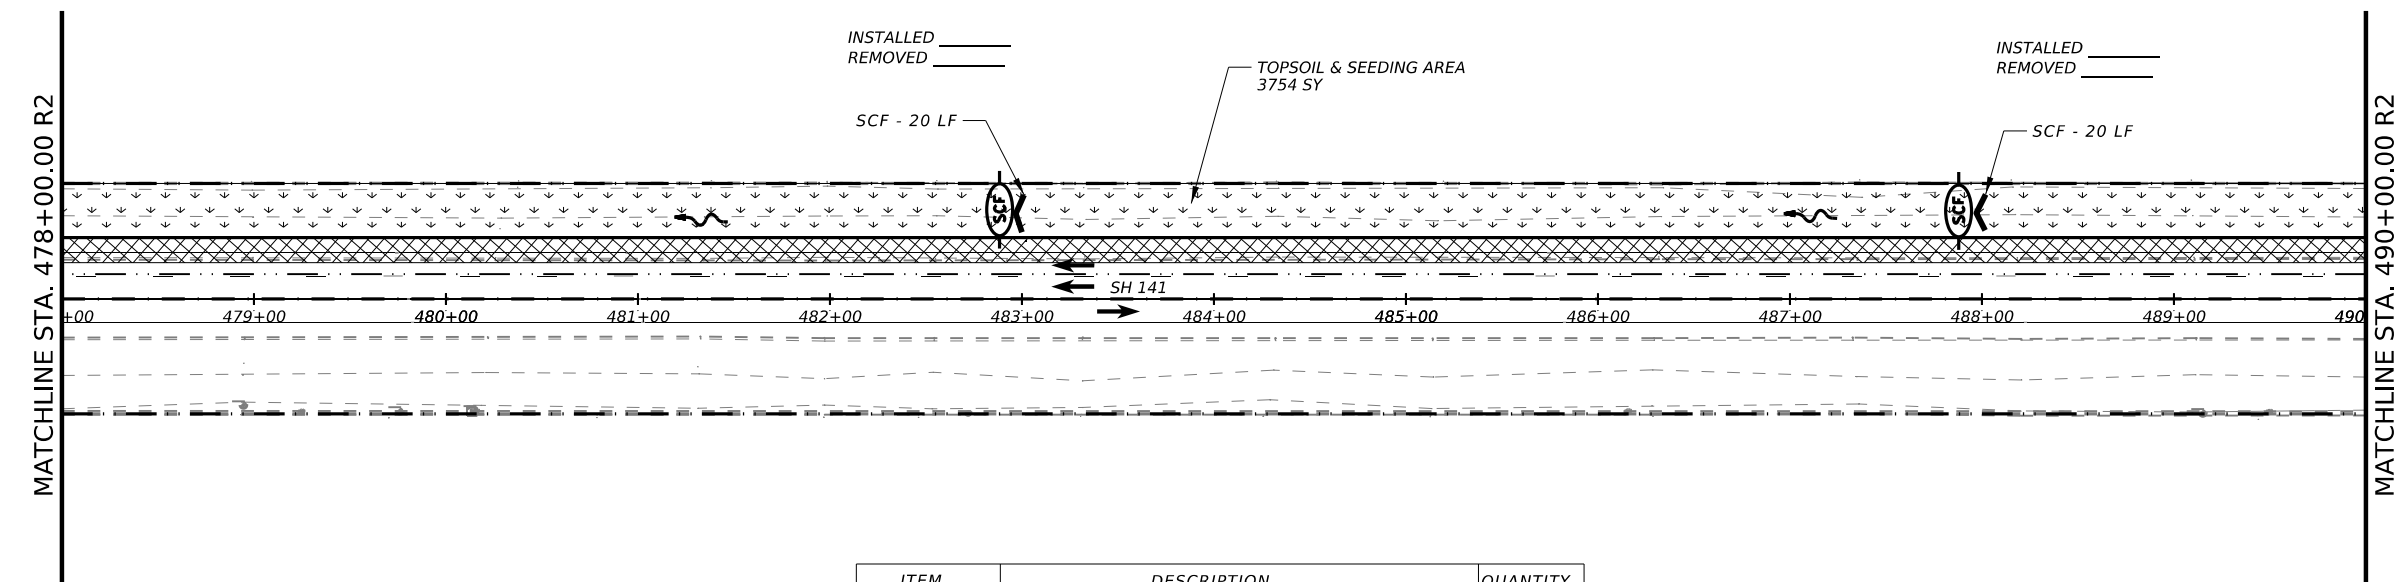 INSTALLED
REMOVED
INSTALLED
REMOVED
TOPSOIL & SEEDING AREA
3754 SY
SCF - 20 LF
SCF - 20 LF
MATCHLINE STA. 478+00.00 R2
MATCHLINE STA. 490+00.00 R2
SCF
SCF
SH 141
+00 479+00 480+00 481+00 482+00 483+00 484+00 485+00 486+00 487+00 488+00 489+00 490
ITEM DESCRIPTION QUANTITY